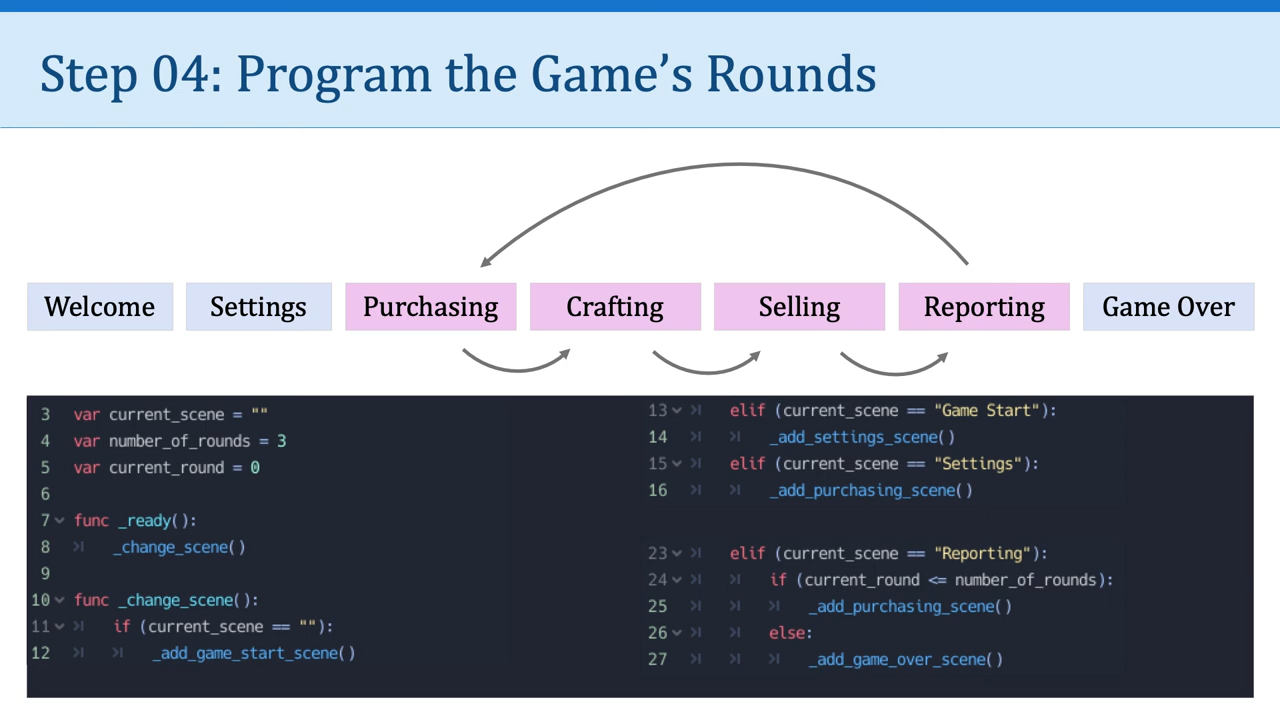 Step 04: Program the Game’s Rounds
Welcome
Settings
Purchasing
Crafting
Selling
Reporting
Game Over
3 var current_scene = ""
4 var number_of_rounds = 3
5 var current_round = 0
6
7 func _ready():
8 _change_scene()
9
10 func _change_scene():
11 if (current_scene == ""):
12 _add_game_start_scene()
13 elif (current_scene == "Game Start"):
14 _add_settings_scene()
15 elif (current_scene == "Settings"):
16 _add_purchasing_scene()
23 elif (current_scene == "Reporting"):
24 if (current_round <= number_of_rounds):
25 _add_purchasing_scene()
26 else:
27 _add_game_over_scene()